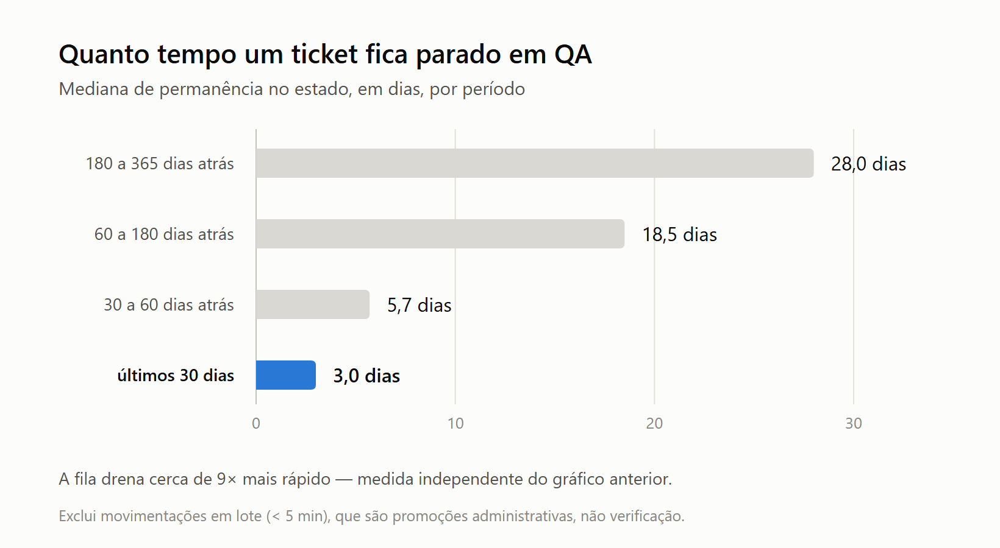 Quanto tempo um ticket fica parado em QA
Mediana de permanência no estado, em dias, por período
180 a 365 dias atrás
28,0 dias
60 a 180 dias atrás
18,5 dias
30 a 60 dias atrás
5,7 dias
últimos 30 dias
3,0 dias
0 10 20 30
A fila drena cerca de 9× mais rápido — medida independente do gráfico anterior.
Exclui movimentações em lote (< 5 min), que são promoções administrativas, não verificação.